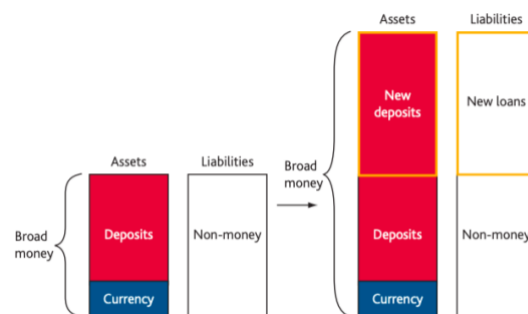 Assets
Liabilities
Broad
money
Deposits
Currency
Non-money
Assets
Liabilities
Broad
money
New
deposits
Deposits
Currency
New loans
Non-money